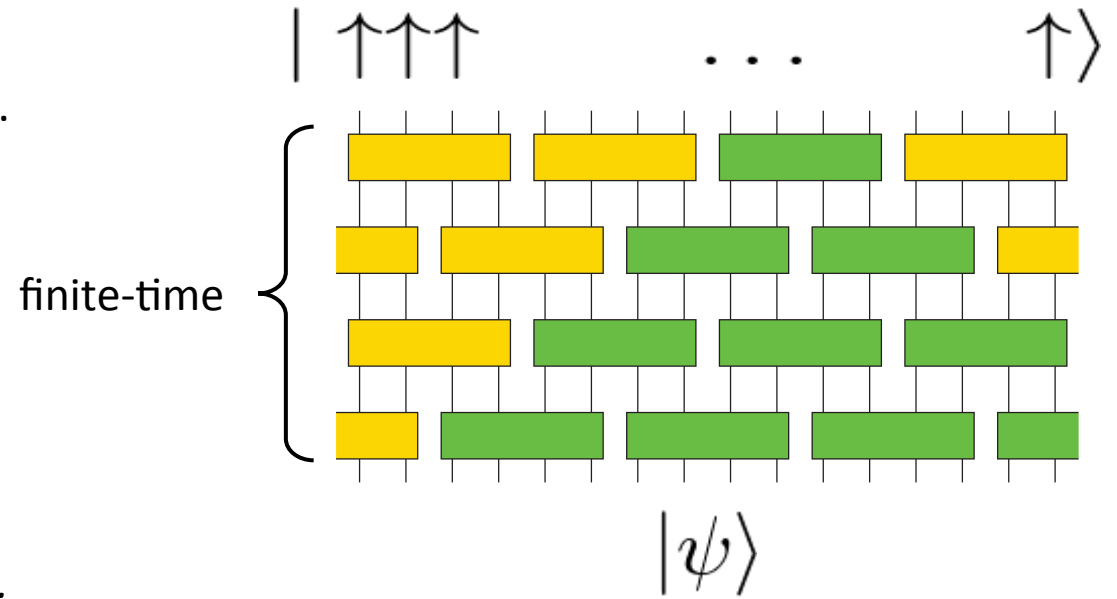 | ↑↑↑ . . . ↑⟩
.
finite-time
|ψ⟩
.